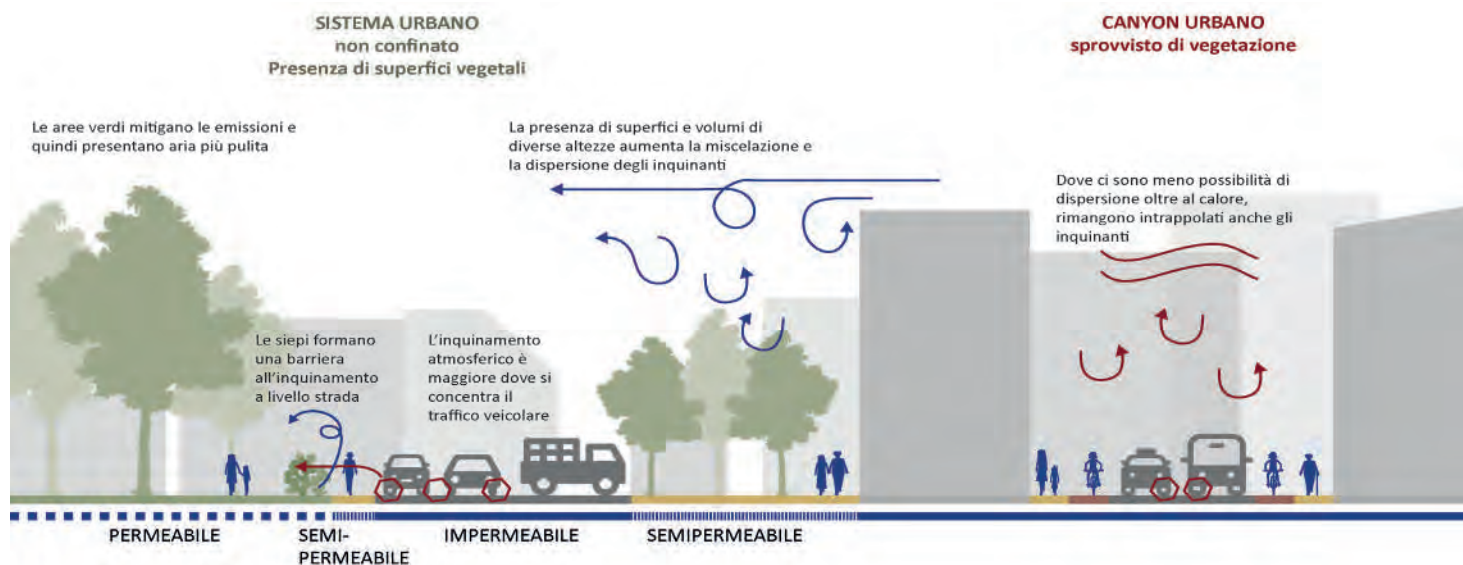 SISTEMA URBANO
non confinato
Presenza di superfici vegetali
CANYON URBANO
sprovvisto di vegetazione
Le aree verdi mitigano le emissioni e
quindi presentano aria più pulita
La presenza di superfici e volumi di
diverse altezze aumenta la miscelazione e
la dispersione degli inquinanti
Dove ci sono meno possibilità di
dispersione oltre al calore,
rimangono intrappolati anche gli
inquinanti
Le siepi formano
una barriera
all'inquinamento
a livello strada
L'inquinamento
atmosferico è
maggiore dove si
concentra il
traffico veicolare
PERMEABILE
SEMI-
PERMEABILE
IMPERMEABILE
SEMIPERMEABILE